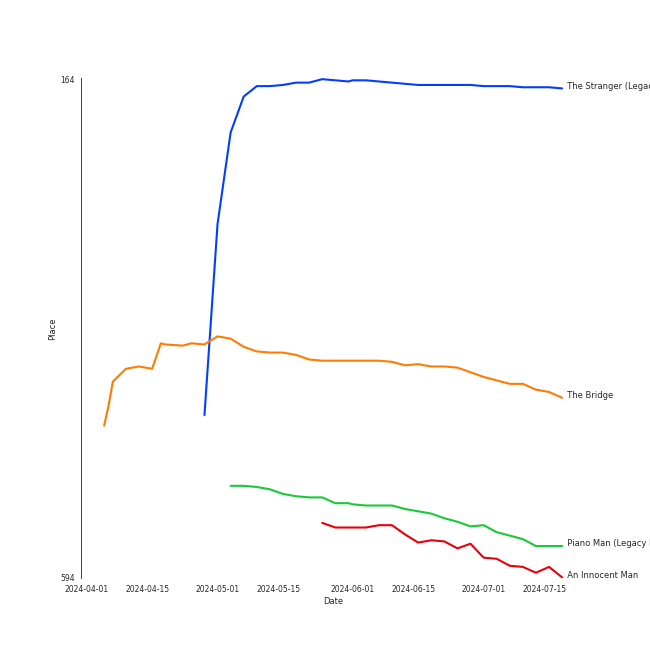 164
The Stranger (Legac
Place
The Bridge
Piano Man (Legacy
An Innocent Man
594
2024-04-01 2024-04-15 2024-05-01 2024-05-15 2024-06-01 2024-06-15 2024-07-01 2024-07-15
Date